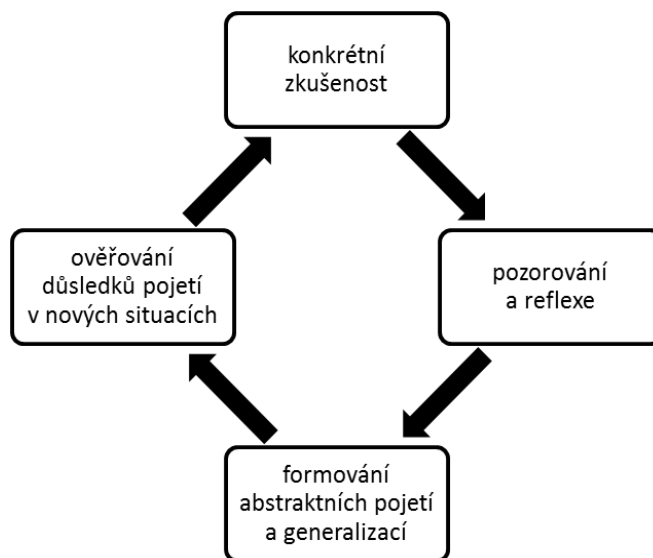 konkrétní
zkušenost
pozorování
a reflexe
formování
abstraktních pojetí
a generalizací
ověřování
důsledků pojetí
v nových situacích